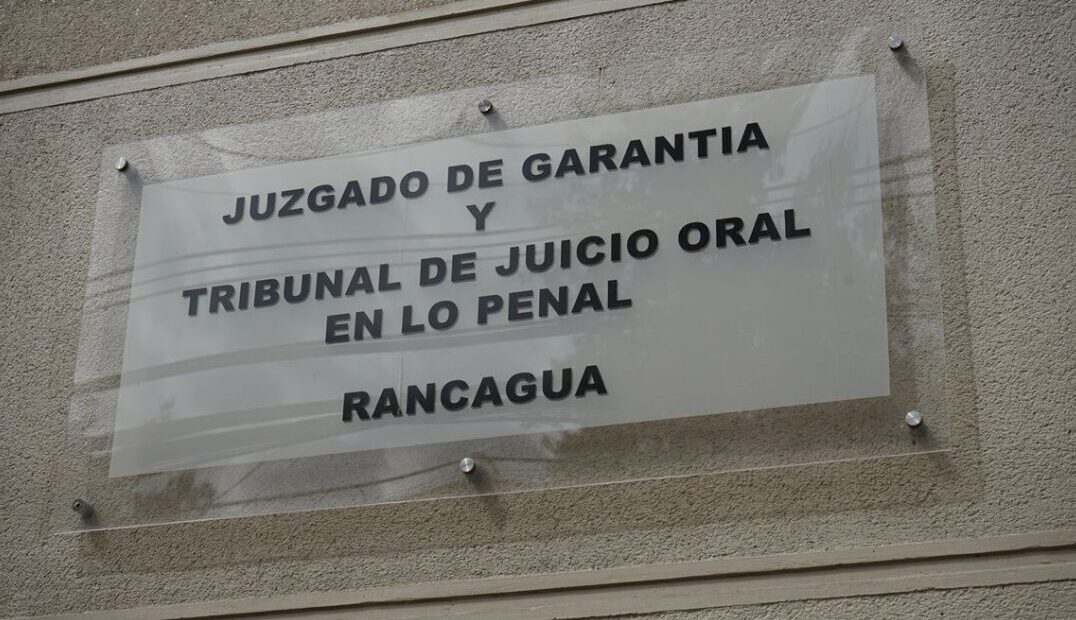 JUZGADO DE GARANTIA
Y
TRIBUNAL DE JUICIO ORAL
EN LO PENAL
RANCAGUA